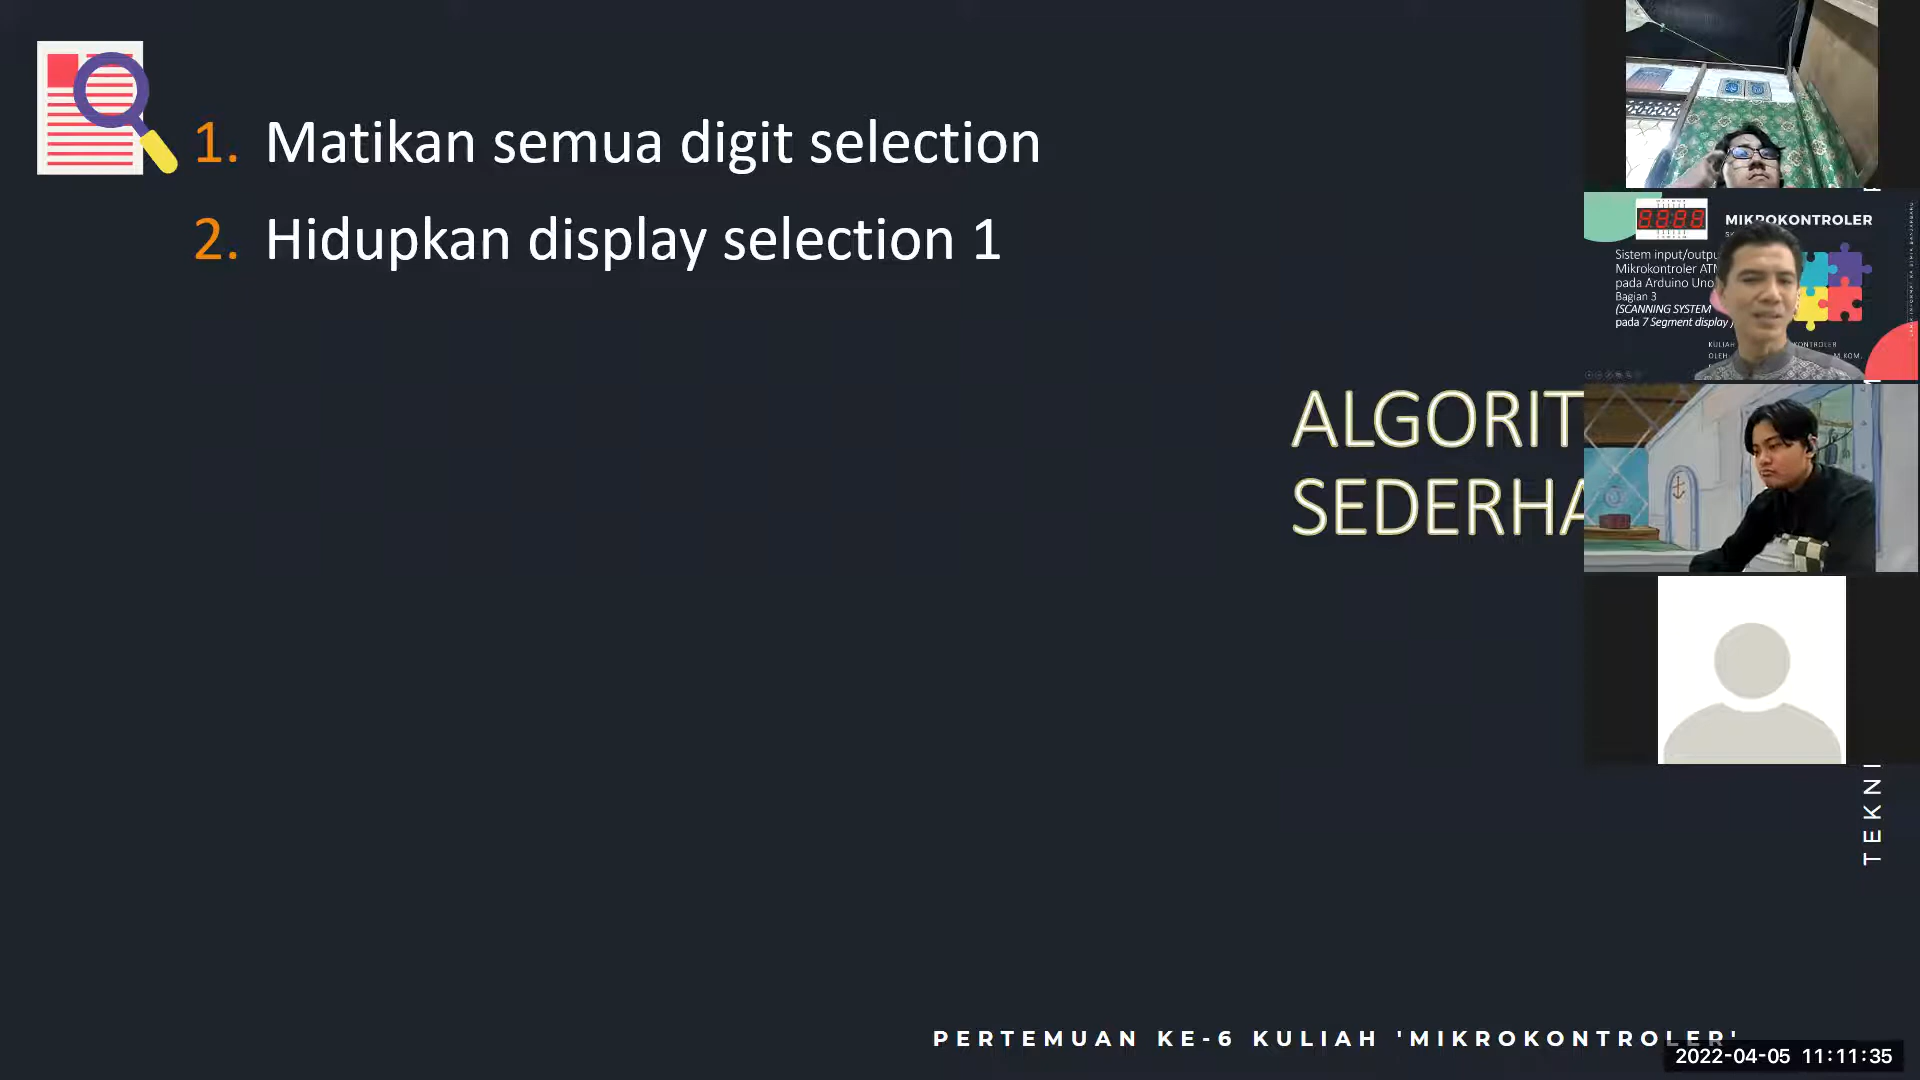 1. Matikan semua digit selection
2. Hidupkan display selection 1
ALGORIT
SEDERHA
MIKROKONTROLER
Sistem input/outpu
Mikrokontroler ATM
pada Arduino Uno
Bagian 3
(SCANNING SYSTEM
pada 7 Segment display
TEKNI
PERTEMUAN KE-6 KULIAH 'MIKROKONTROLER'
2022-04-05 11:11:35